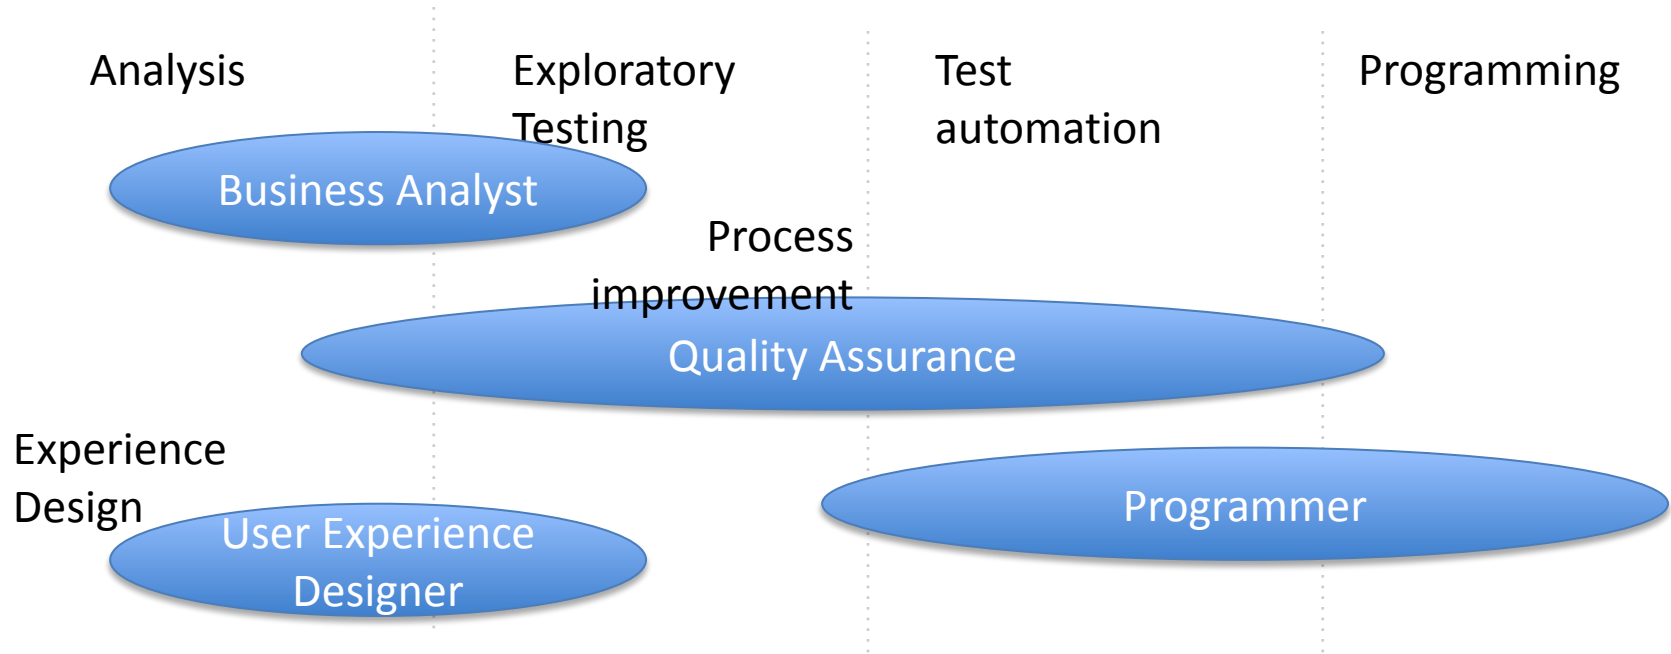 Analysis
Exploratory
Testing
Test
automation
Programming
Business Analyst
Process
improvement
Quality Assurance
Experience
Design
User Experience
Designer
Programmer